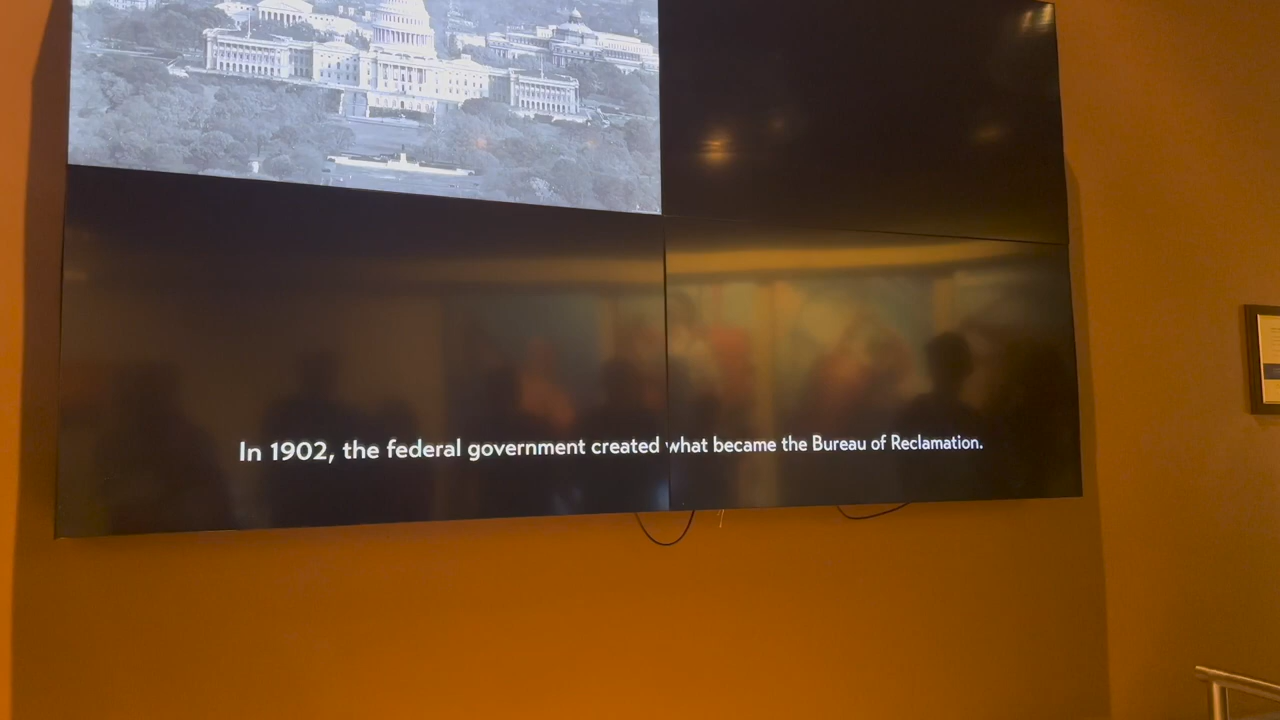 In 1902, the federal government created what became the Bureau of Reclamation.